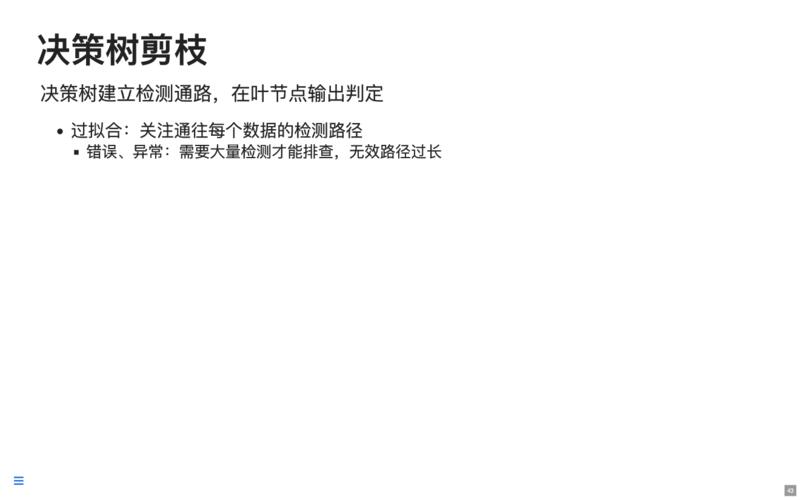 决策树剪枝
决策树建立检测通路，在叶节点输出判定
过拟合：关注通往每个数据的检测路径
错误、异常：需要大量检测才能排查，无效路径过长
43